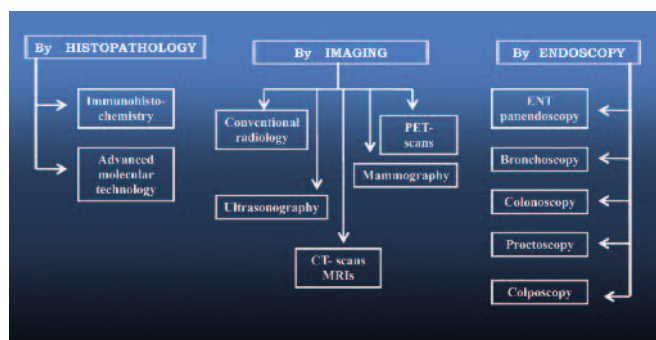 By HISTOPATHOLOGY
Immunohisto-
chemistry
Advanced
molecular
technology
By IMAGING
Conventional
radiology
Ultrasonography
CT- scans
MRIs
Mammography
PET-
scans
By ENDOSCOPY
ENT
panendoscopy
Bronchoscopy
Colonoscopy
Proctoscopy
Colposcopy